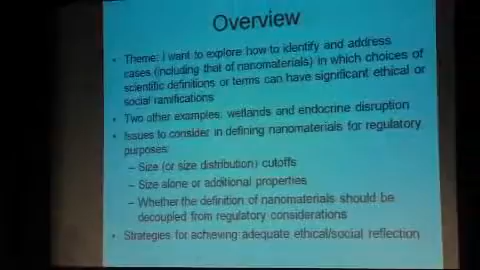 Overview
• Theme: I want to explore how to identify and address
cases (including that of nanomaterials) in which choices of
scientific definitions or terms can have significant ethical or
social ramifications
• Two other examples: wetlands and endocrine disruption
• Issues to consider in defining nanomaterials for regulatory
purposes:
– Size (or size distribution) cutoffs
– Size alone or additional properties
– Whether the definition of nanomaterials should be
decoupled from regulatory considerations
• Strategies for achieving adequate ethical/social reflection